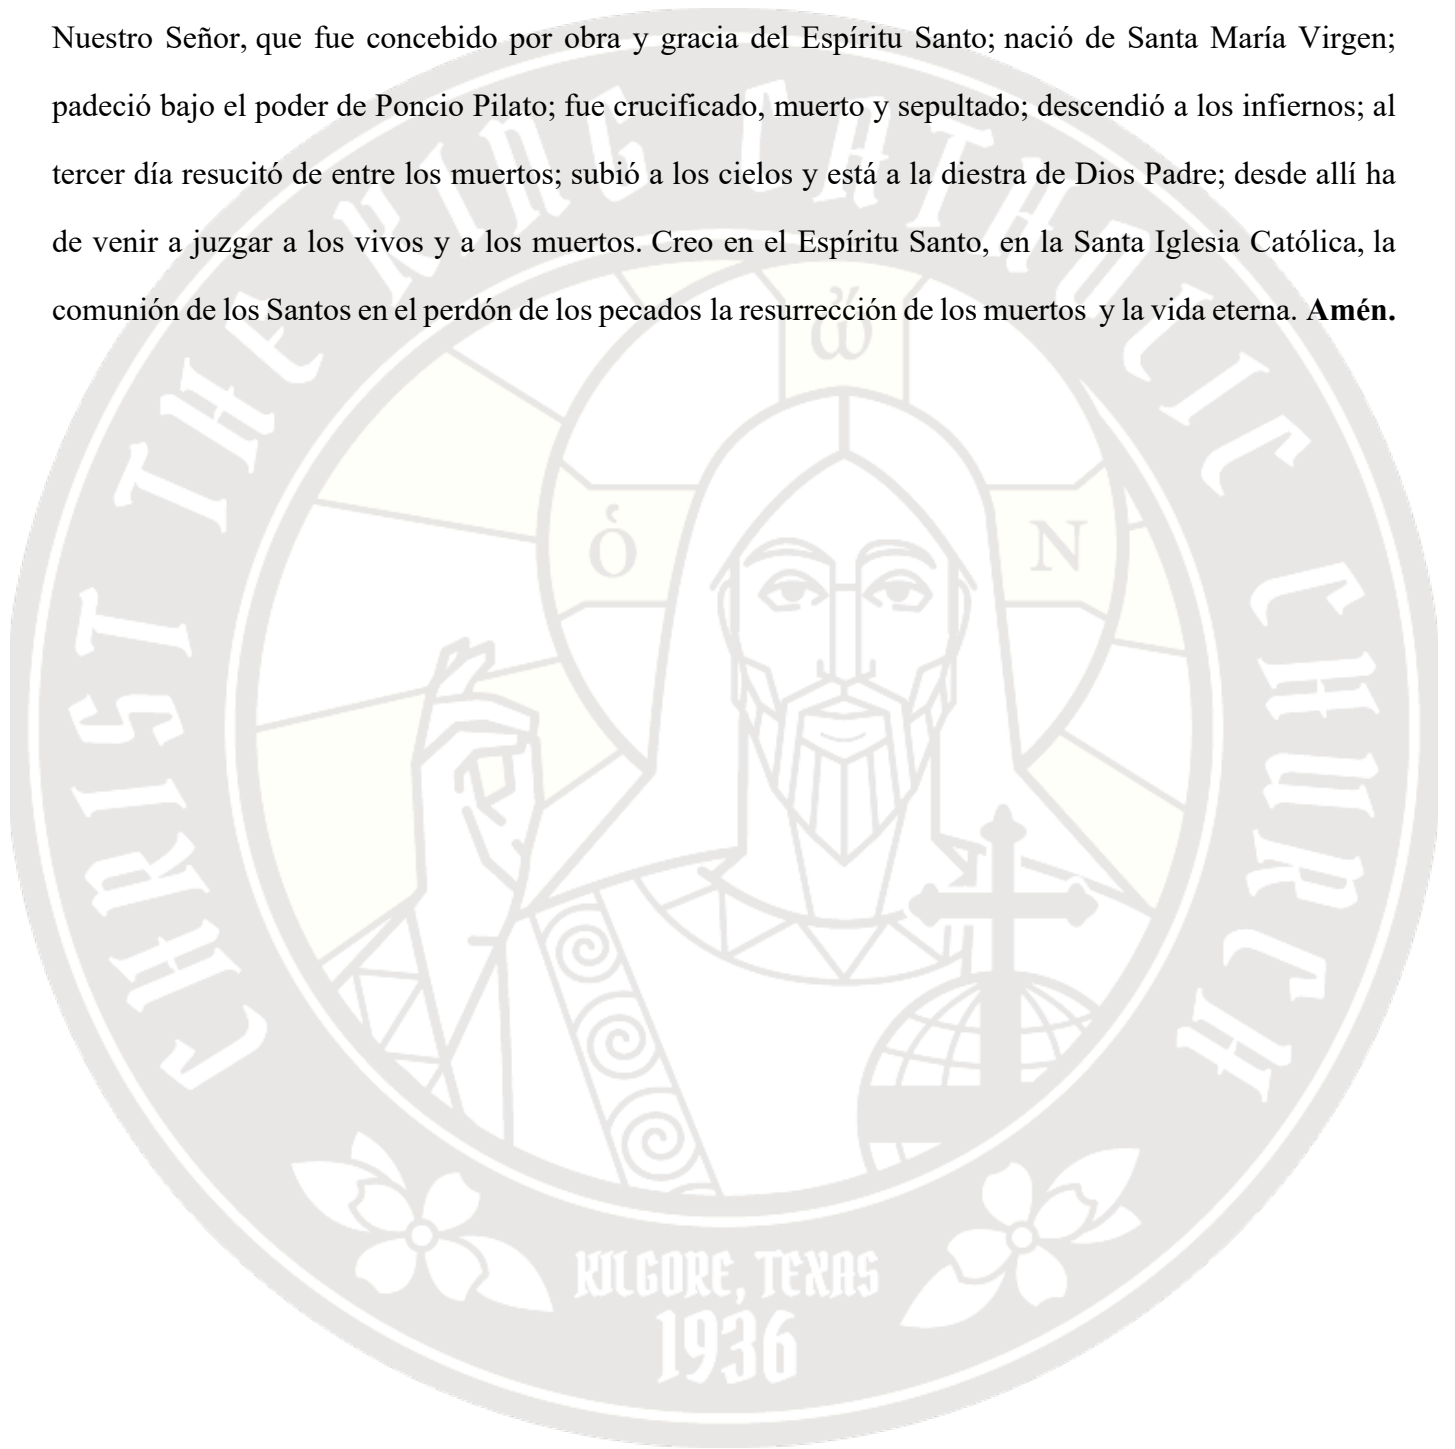 Nuestro Señor, que fue concebido por obra y gracia del Espíritu Santo; nació de Santa María Virgen;
padeció bajo el poder de Poncio Pilato; fue crucificado, muerto y sepultado; descendió a los infiernos; al
tercer día resucitó de entre los muertos; subió a los cielos y está a la diestra de Dios Padre; desde allí ha
de venir a juzgar a los vivos y a los muertos. Creo en el Espíritu Santo, en la Santa Iglesia Católica, la
comunión de los Santos en el perdón de los pecados la resurrección de los muertos y la vida eterna. Amén.
CHRIST THE KING CATHOLIC CHURCH
ὤ
Ὁ
Ν
KILGORE, TEXAS
1936